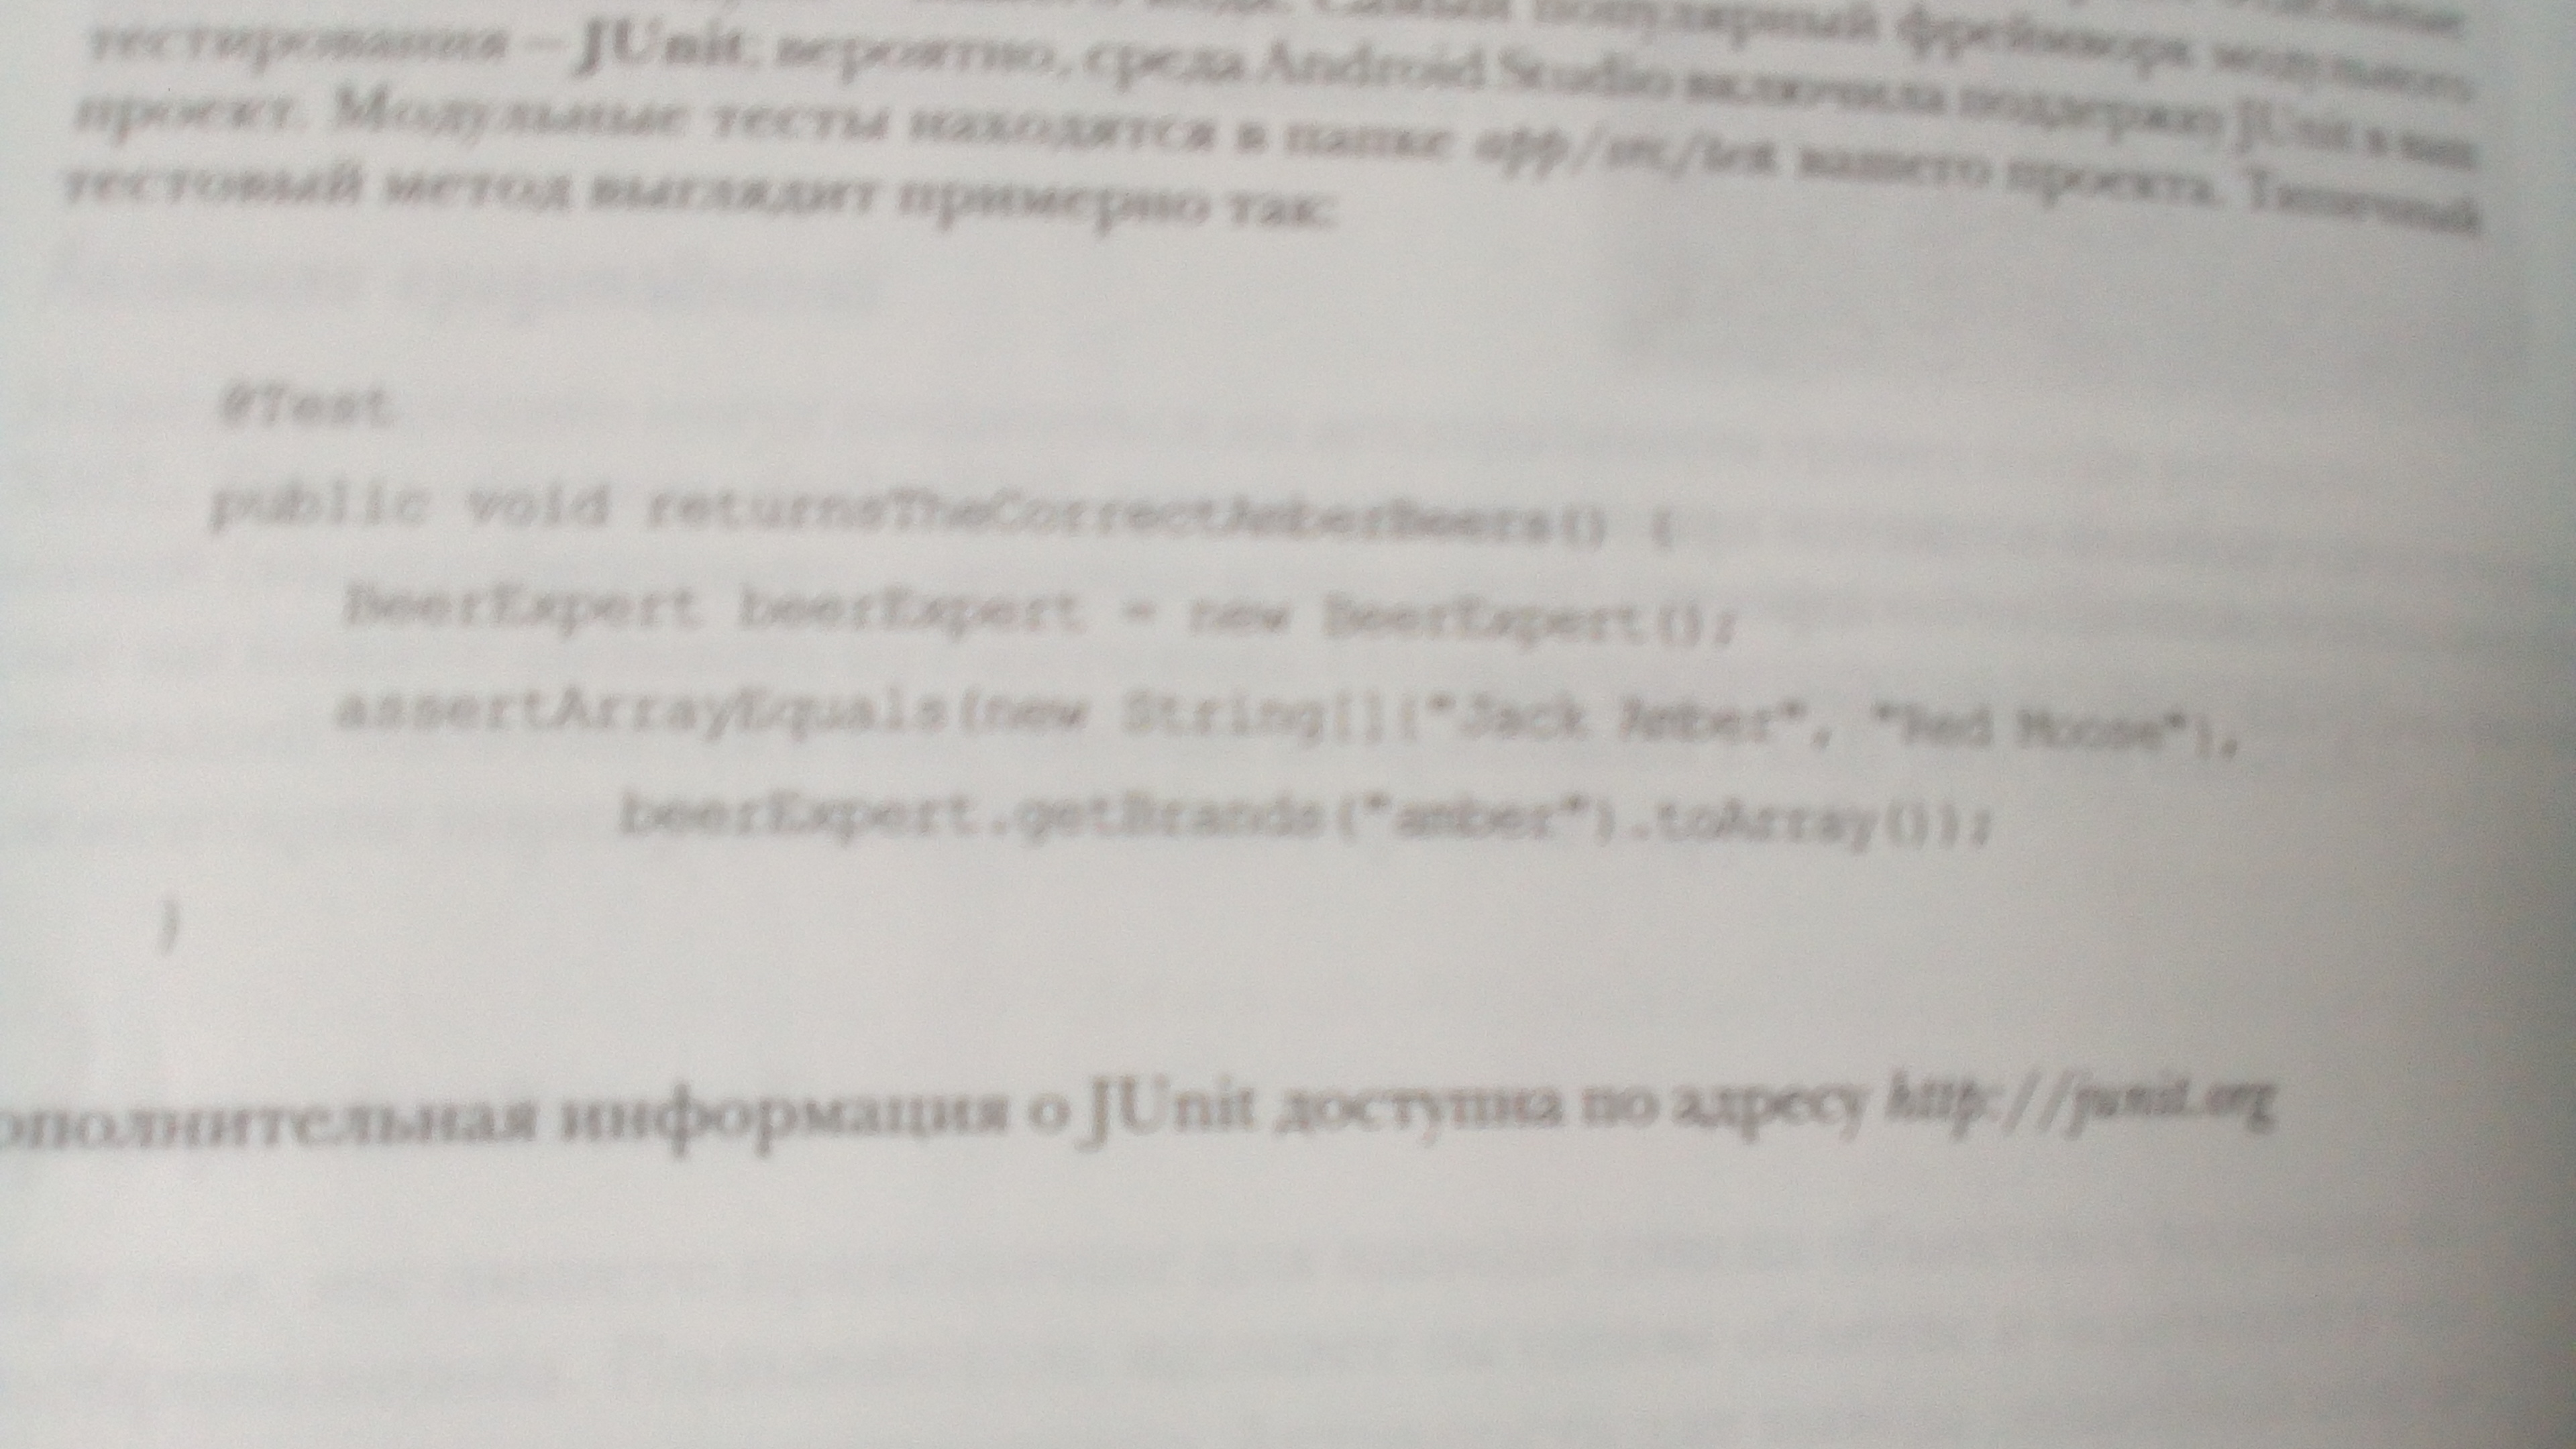 Самый популярный фреймворк модульного
тестирования — JUnit; вероятно, среда Android Studio включила поддержку JUnit в ваш
проект. Модульные тесты находятся в папке app/src/test вашего проекта. Типичный
тестовый метод выглядит примерно так:
@Test
public void returnsTheCorrectAmberBeers() {
BeerExpert beerExpert = new BeerExpert();
assertArrayEquals(new String[]{"Jack Amber", "Red Moose"},
beerExpert.getBrands("amber").toArray());
}
ополнительная информация о JUnit доступна по адресу http://junit.org